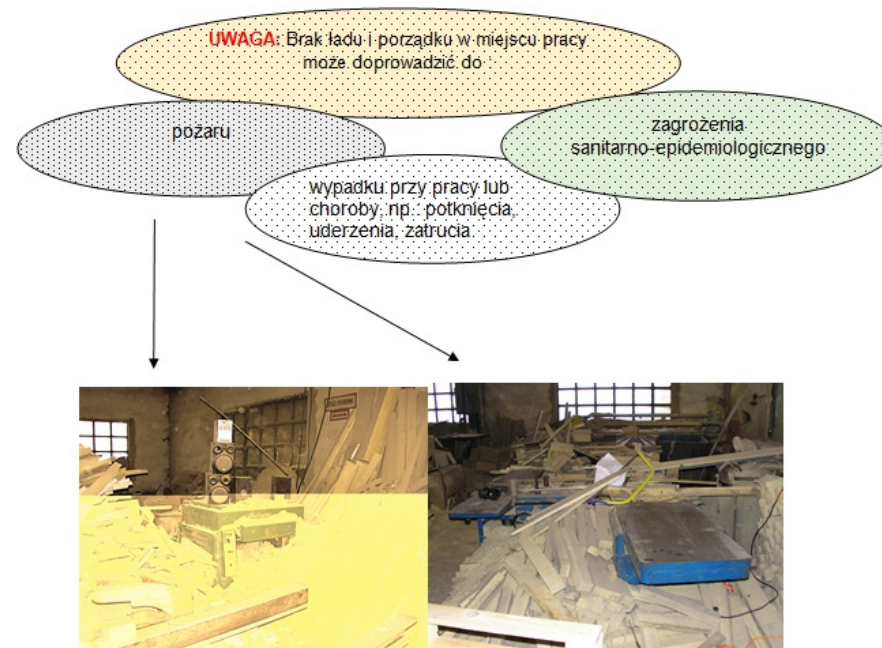 UWAGA: Brak ładu i porządku w miejscu pracy
może doprowadzić do :
pożaru
zagrożenia
sanitarno-epidemiologicznego
wypadku przy pracy lub
choroby, np.: potknięcia,
uderzenia, zatrucia